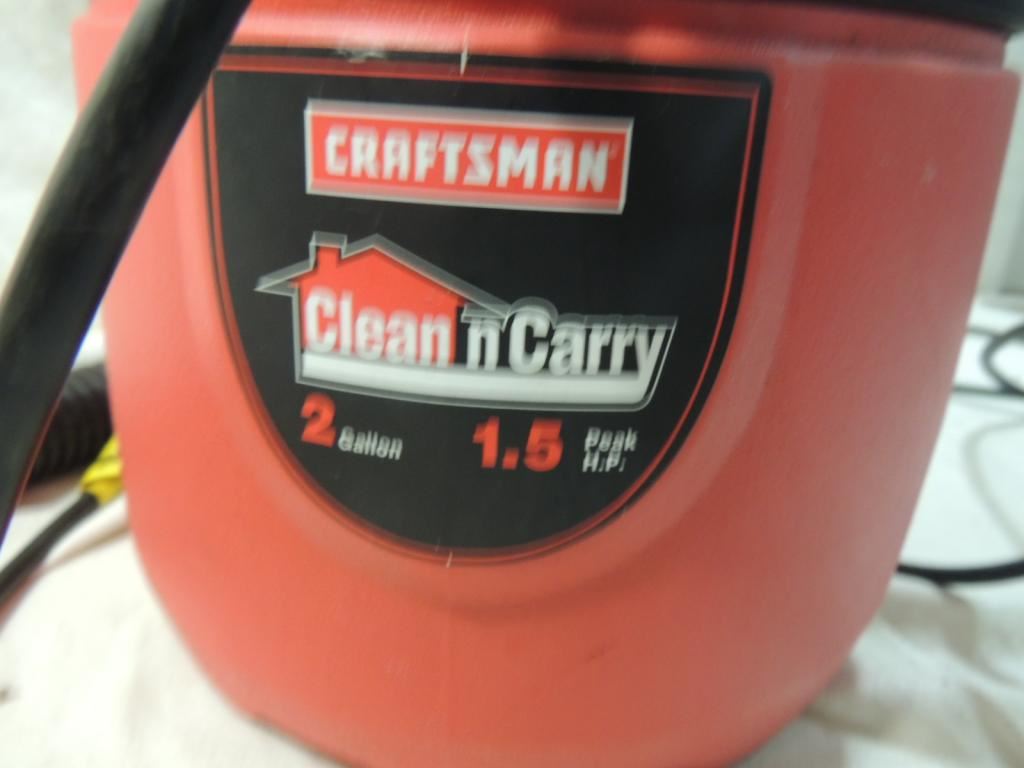 CRAFTSMAN
Clean n Carry
2 Gallon 1.5 Peak H.P.